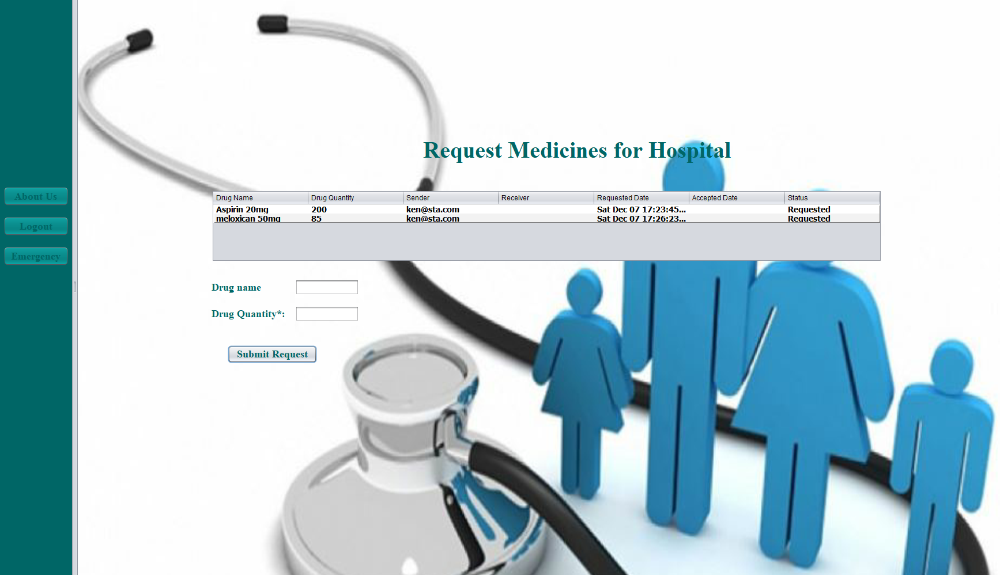 Request Medicines for Hospital
About Us
Logout
Emergency
Drug Name Drug Quantity Sender Receiver Requested Date Accepted Date Status
Aspirin 20mg 200 ken@sta.com Sat Dec 07 17:23:45... Requested
meloxican 50mg 85 ken@sta.com Sat Dec 07 17:26:23... Requested
Drug name
Drug Quantity*:
Submit Request